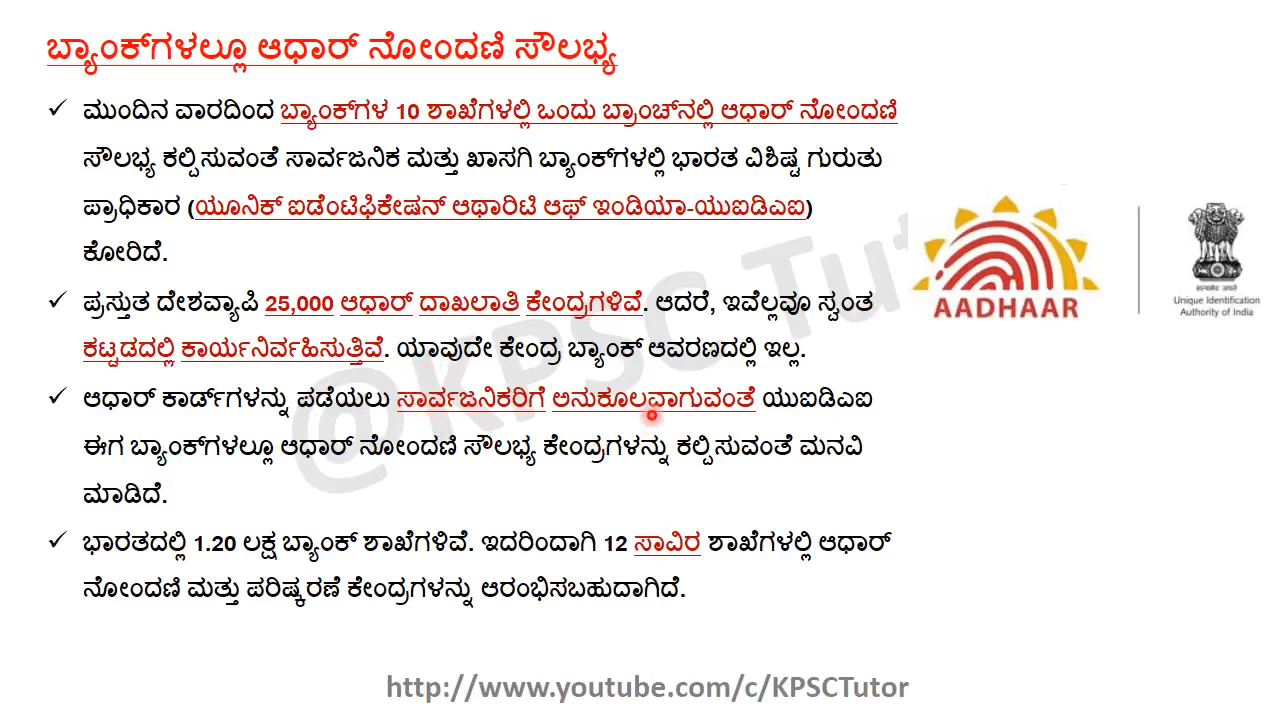 ಬ್ಯಾಂಕ್‌ಗಳಲ್ಲೂ ಆಧಾರ್ ನೋಂದಣಿ ಸೌಲಭ್ಯ
✓ ಮುಂದಿನ ವಾರದಿಂದ ಬ್ಯಾಂಕ್‌ಗಳ 10 ಶಾಖೆಗಳಲ್ಲಿ ಒಂದು ಬ್ರಾಂಚ್‌ನಲ್ಲಿ ಆಧಾರ್ ನೋಂದಣಿ
ಸೌಲಭ್ಯ ಕಲ್ಪಿಸುವಂತೆ ಸಾರ್ವಜನಿಕ ಮತ್ತು ಖಾಸಗಿ ಬ್ಯಾಂಕ್‌ಗಳಲ್ಲಿ ಭಾರತ ವಿಶಿಷ್ಟ ಗುರುತು
ಪ್ರಾಧಿಕಾರ (ಯೂನಿಕ್ ಐಡೆಂಟಿಫಿಕೇಷನ್ ಆಥಾರಿಟಿ ಆಫ್ ಇಂಡಿಯಾ-ಯುಐಡಿಎಐ)
ಕೋರಿದೆ.
✓ ಪ್ರಸ್ತುತ ದೇಶವ್ಯಾಪಿ 25,000 ಆಧಾರ್ ದಾಖಲಾತಿ ಕೇಂದ್ರಗಳಿವೆ. ಆದರೆ, ಇವೆಲ್ಲವೂ ಸ್ವಂತ
ಕಟ್ಟಡದಲ್ಲಿ ಕಾರ್ಯನಿರ್ವಹಿಸುತ್ತಿವೆ. ಯಾವುದೇ ಕೇಂದ್ರ ಬ್ಯಾಂಕ್ ಆವರಣದಲ್ಲಿ ಇಲ್ಲ.
✓ ಆಧಾರ್ ಕಾರ್ಡ್‌ಗಳನ್ನು ಪಡೆಯಲು ಸಾರ್ವಜನಿಕರಿಗೆ ಅನುಕೂಲವಾಗುವಂತೆ ಯುಐಡಿಎಐ
ಈಗ ಬ್ಯಾಂಕ್‌ಗಳಲ್ಲೂ ಆಧಾರ್ ನೋಂದಣಿ ಸೌಲಭ್ಯ ಕೇಂದ್ರಗಳನ್ನು ಕಲ್ಪಿಸುವಂತೆ ಮನವಿ
ಮಾಡಿದೆ.
✓ ಭಾರತದಲ್ಲಿ 1.20 ಲಕ್ಷ ಬ್ಯಾಂಕ್ ಶಾಖೆಗಳಿವೆ. ಇದರಿಂದಾಗಿ 12 ಸಾವಿರ ಶಾಖೆಗಳಲ್ಲಿ ಆಧಾರ್
ನೋಂದಣಿ ಮತ್ತು ಪರಿಷ್ಕರಣೆ ಕೇಂದ್ರಗಳನ್ನು ಆರಂಭಿಸಬಹುದಾಗಿದೆ.
AADHAAR
सत्यमेव जयते
Unique Identification
Authority of India
@KPSC Tut
http://www.youtube.com/c/KPSCTutor